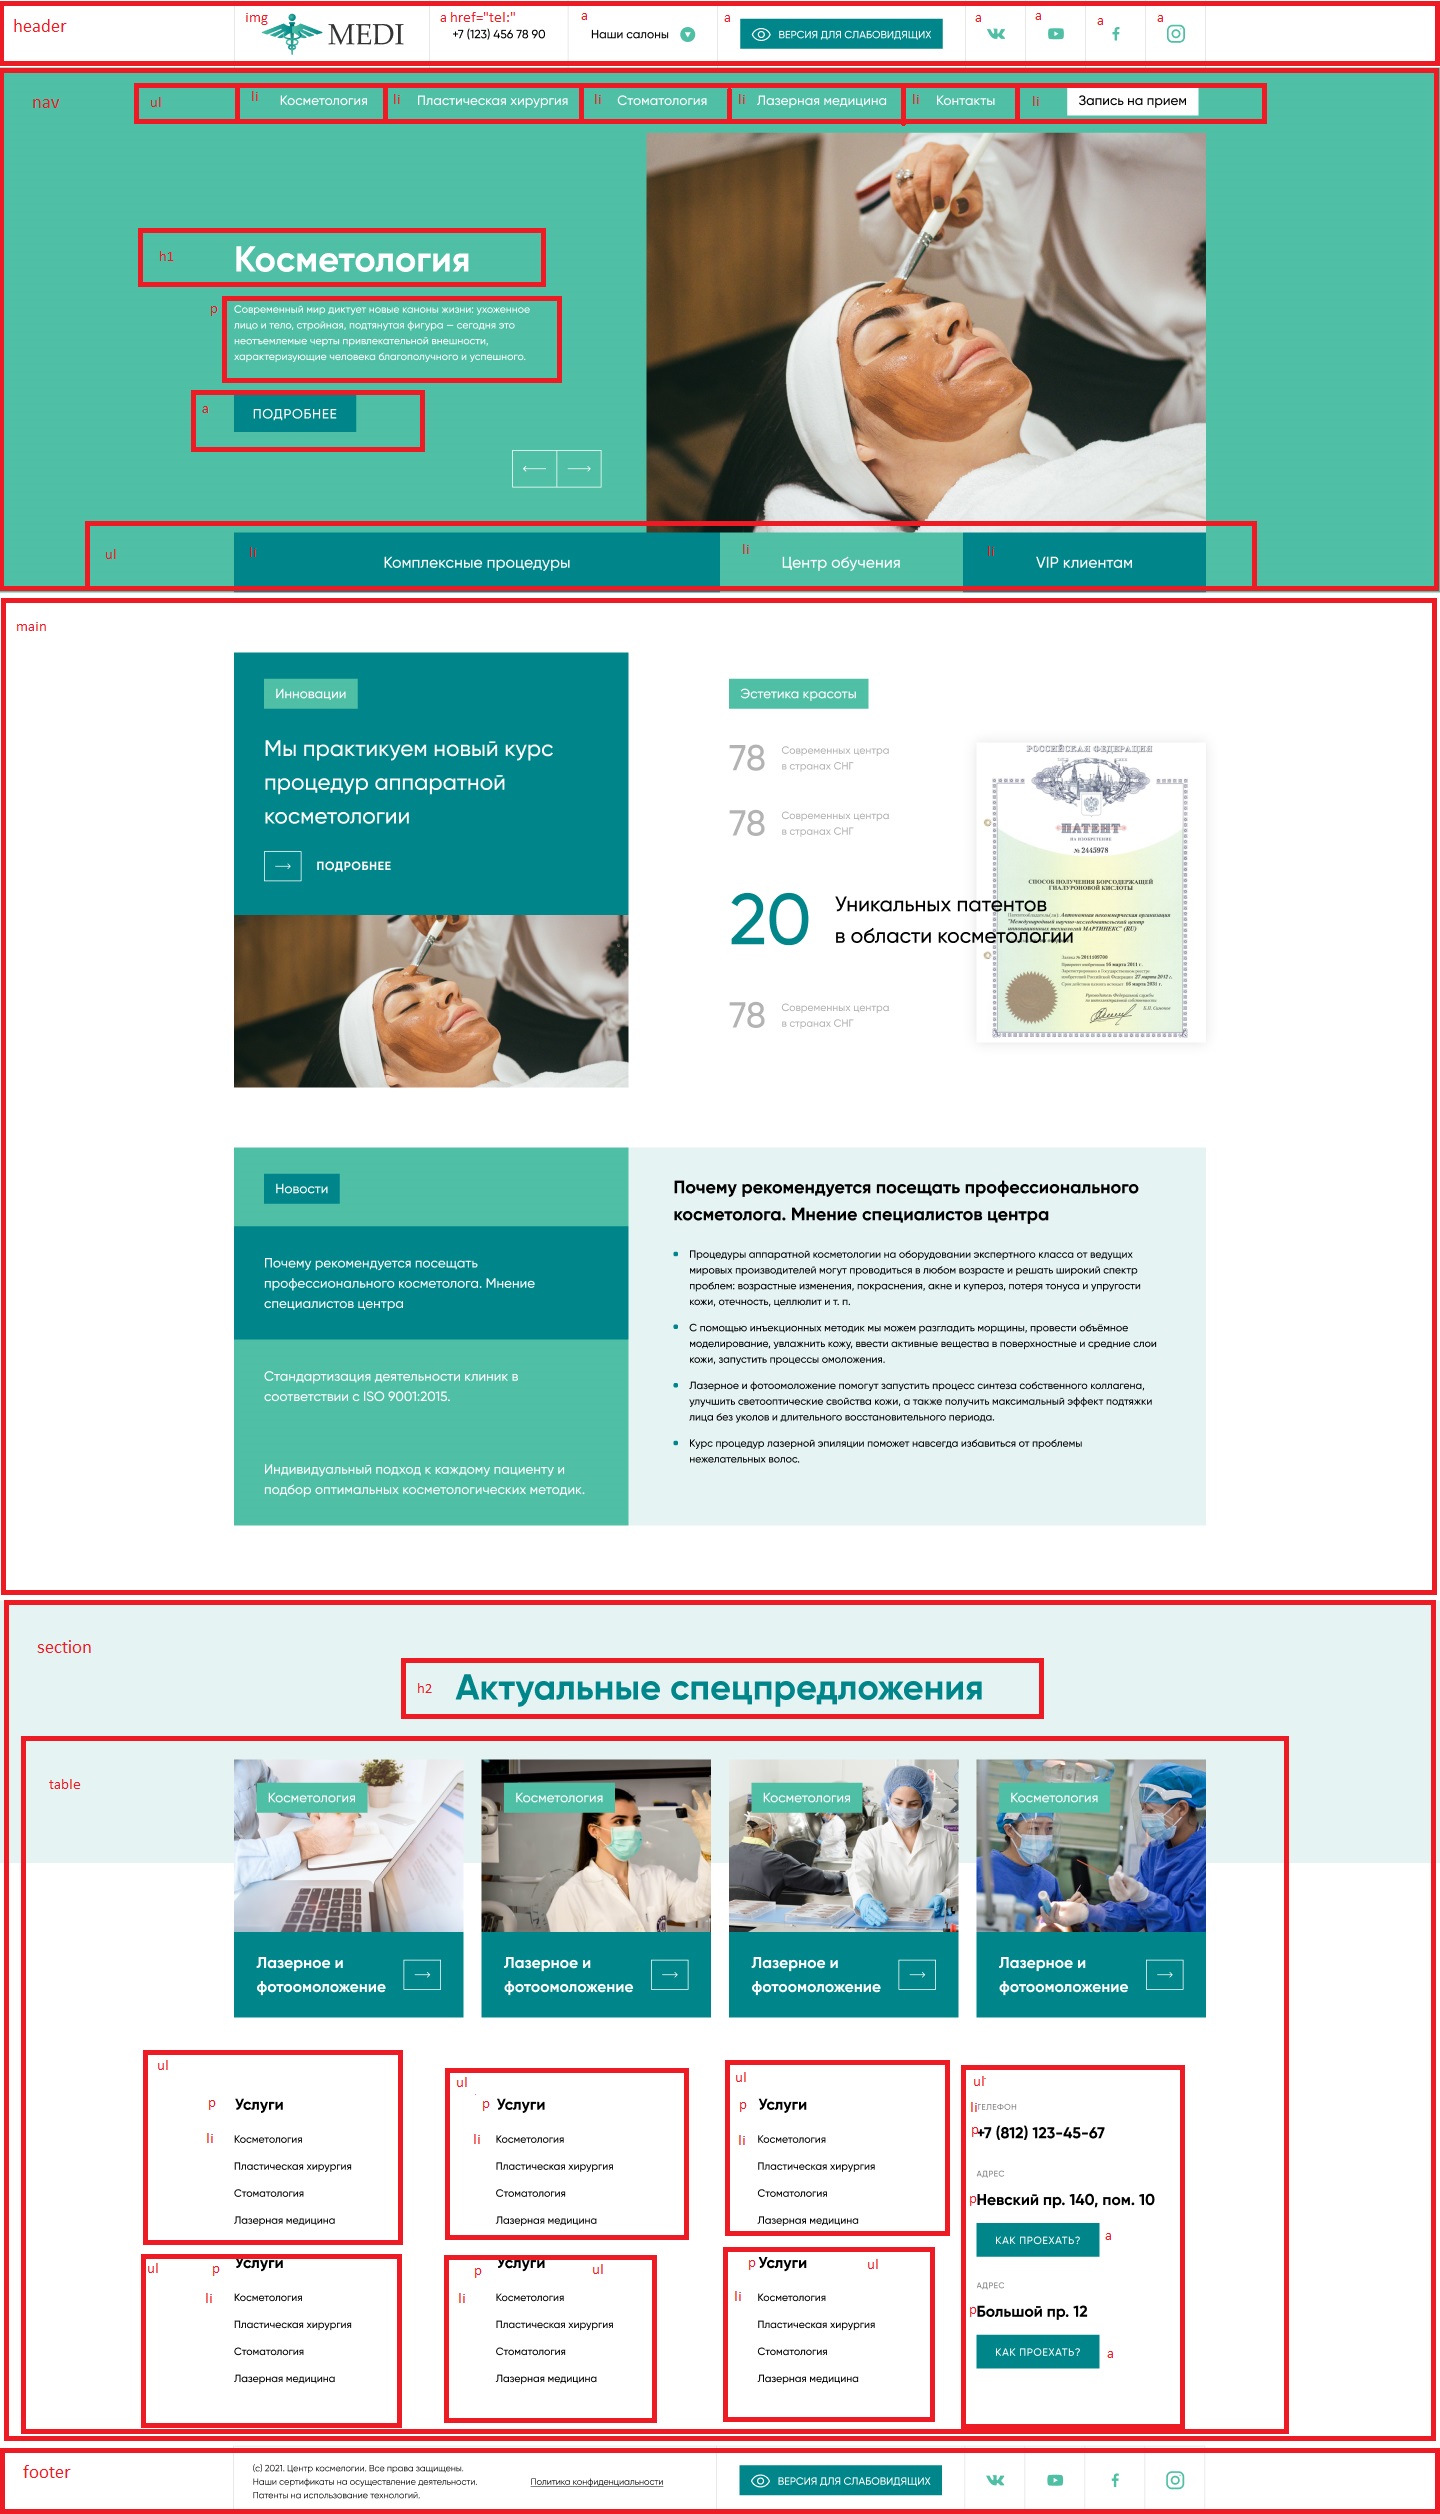 header
img
MEDI
a href="tel:"
+7 (123) 456 78 90
a
Наши салоны
a
ВЕРСИЯ ДЛЯ СЛАБОВИДЯЩИХ
a
a
a
a
nav
ul
li
Косметология
li
Пластическая хирургия
li
Стоматология
li
Лазерная медицина
li
Контакты
li
Запись на прием
h1
Косметология
p
Современный мир диктует новые каноны жизни: ухоженное
лицо и тело, стройная, подтянутая фигура — сегодня это
неотъемлемые черты привлекательной внешности,
характеризующие человека благополучного и успешного.
a
ПОДРОБНЕЕ
ul
li
Комплексные процедуры
li
Центр обучения
li
VIP клиентам
main
Инновации
Мы практикуем новый курс
процедур аппаратной
косметологии
ПОДРОБНЕЕ
Эстетика красоты
78
Современных центра
в странах СНГ
78
Современных центра
в странах СНГ
20
Уникальных патентов
в области косметологии
78
Современных центра
в странах СНГ
РОССИЙСКАЯ ФЕДЕРАЦИЯ
ПАТЕНТ
НА ИЗОБРЕТЕНИЕ
№ 2445978
СПОСОБ ПОЛУЧЕНИЯ БОРСОДЕРЖАЩЕЙ
ГИАЛУРОНОВОЙ КИСЛОТЫ
Новости
Почему рекомендуется посещать
профессионального косметолога. Мнение
специалистов центра
Стандартизация деятельности клиник в
соответствии с ISO 9001:2015.
Индивидуальный подход к каждому пациенту и
подбор оптимальных косметологических методик.
Почему рекомендуется посещать профессионального
косметолога. Мнение специалистов центра
Процедуры аппаратной косметологии на оборудовании экспертного класса от ведущих
мировых производителей могут проводиться в любом возрасте и решать широкий спектр
проблем: возрастные изменения, покраснения, акне и купероз, потеря тонуса и упругости
кожи, отечность, целлюлит и т. п.
С помощью инъекционных методик мы можем разгладить морщины, провести объёмное
моделирование, увлажнить кожу, ввести активные вещества в поверхностные и средние слои
кожи, запустить процессы омоложения.
Лазерное и фотоомоложение помогут запустить процесс синтеза собственного коллагена,
улучшить светооптические свойства кожи, а также получить максимальный эффект подтяжки
лица без уколов и длительного восстановительного периода.
Курс процедур лазерной эпиляции поможет навсегда избавиться от проблемы
нежелательных волос.
section
h2
Актуальные спецпредложения
table
Косметология
Лазерное и
фотоомоложение
Косметология
Лазерное и
фотоомоложение
Косметология
Лазерное и
фотоомоложение
Косметология
Лазерное и
фотоомоложение
ul
p
Услуги
li
Косметология
Пластическая хирургия
Стоматология
Лазерная медицина
ul
p
Услуги
li
Косметология
Пластическая хирургия
Стоматология
Лазерная медицина
ul
p
Услуги
li
Косметология
Пластическая хирургия
Стоматология
Лазерная медицина
ul
li
ТЕЛЕФОН
p
+7 (812) 123-45-67
АДРЕС
p
Невский пр. 140, пом. 10
КАК ПРОЕХАТЬ?
a
АДРЕС
p
Большой пр. 12
КАК ПРОЕХАТЬ?
a
ul
p
Услуги
li
Косметология
Пластическая хирургия
Стоматология
Лазерная медицина
p
Услуги
ul
li
Косметология
Пластическая хирургия
Стоматология
Лазерная медицина
p
Услуги
ul
li
Косметология
Пластическая хирургия
Стоматология
Лазерная медицина
footer
(c) 2021. Центр космелогии. Все права защищены.
Наши сертификаты на осуществление деятельности.
Патенты на использование технологий.
Политика конфиденциальности
ВЕРСИЯ ДЛЯ СЛАБОВИДЯЩИХ